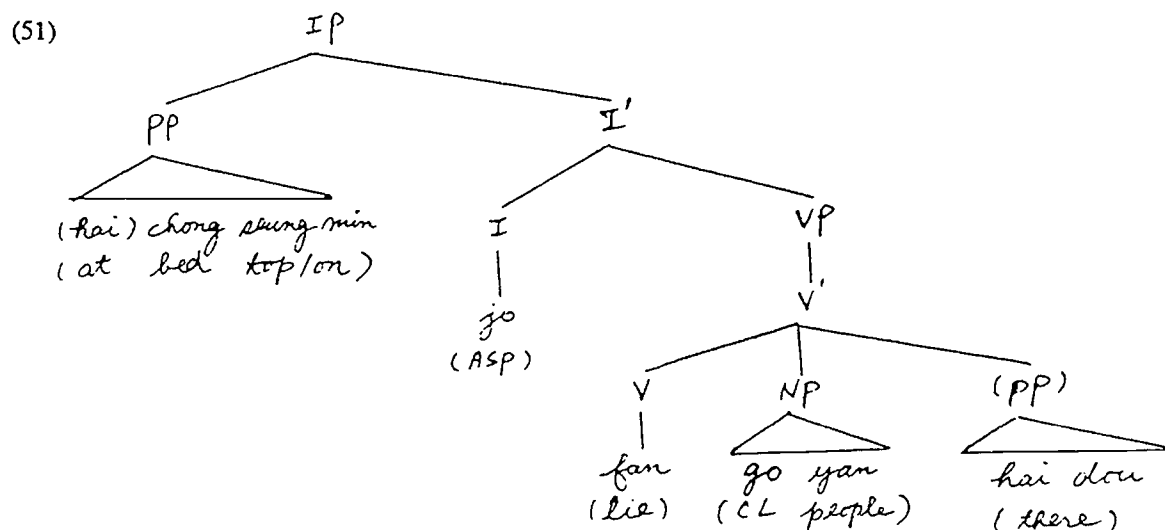 (51)
IP
PP
I'
(hai) chong seung min
(at bed top/on)
I
VP
jo
(ASP)
V'
V
NP
(PP)
fan
go yan
hai dou
(lie)
(CL people)
(there)